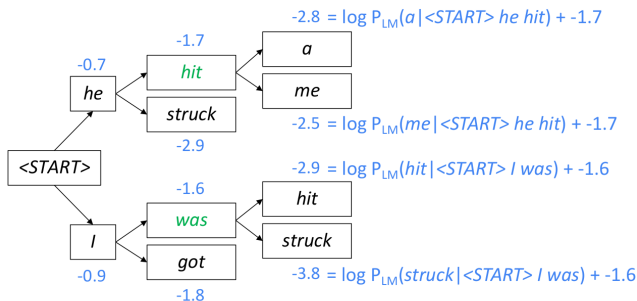 -2.8 = log P_LM(a|<START> he hit) + -1.7
-1.7
a
-0.7
hit
he
me
struck
-2.9
-2.5 = log P_LM(me|<START> he hit) + -1.7
<START>
-2.9 = log P_LM(hit|<START> I was) + -1.6
-1.6
hit
was
I
struck
got
-0.9
-3.8 = log P_LM(struck|<START> I was) + -1.6
-1.8